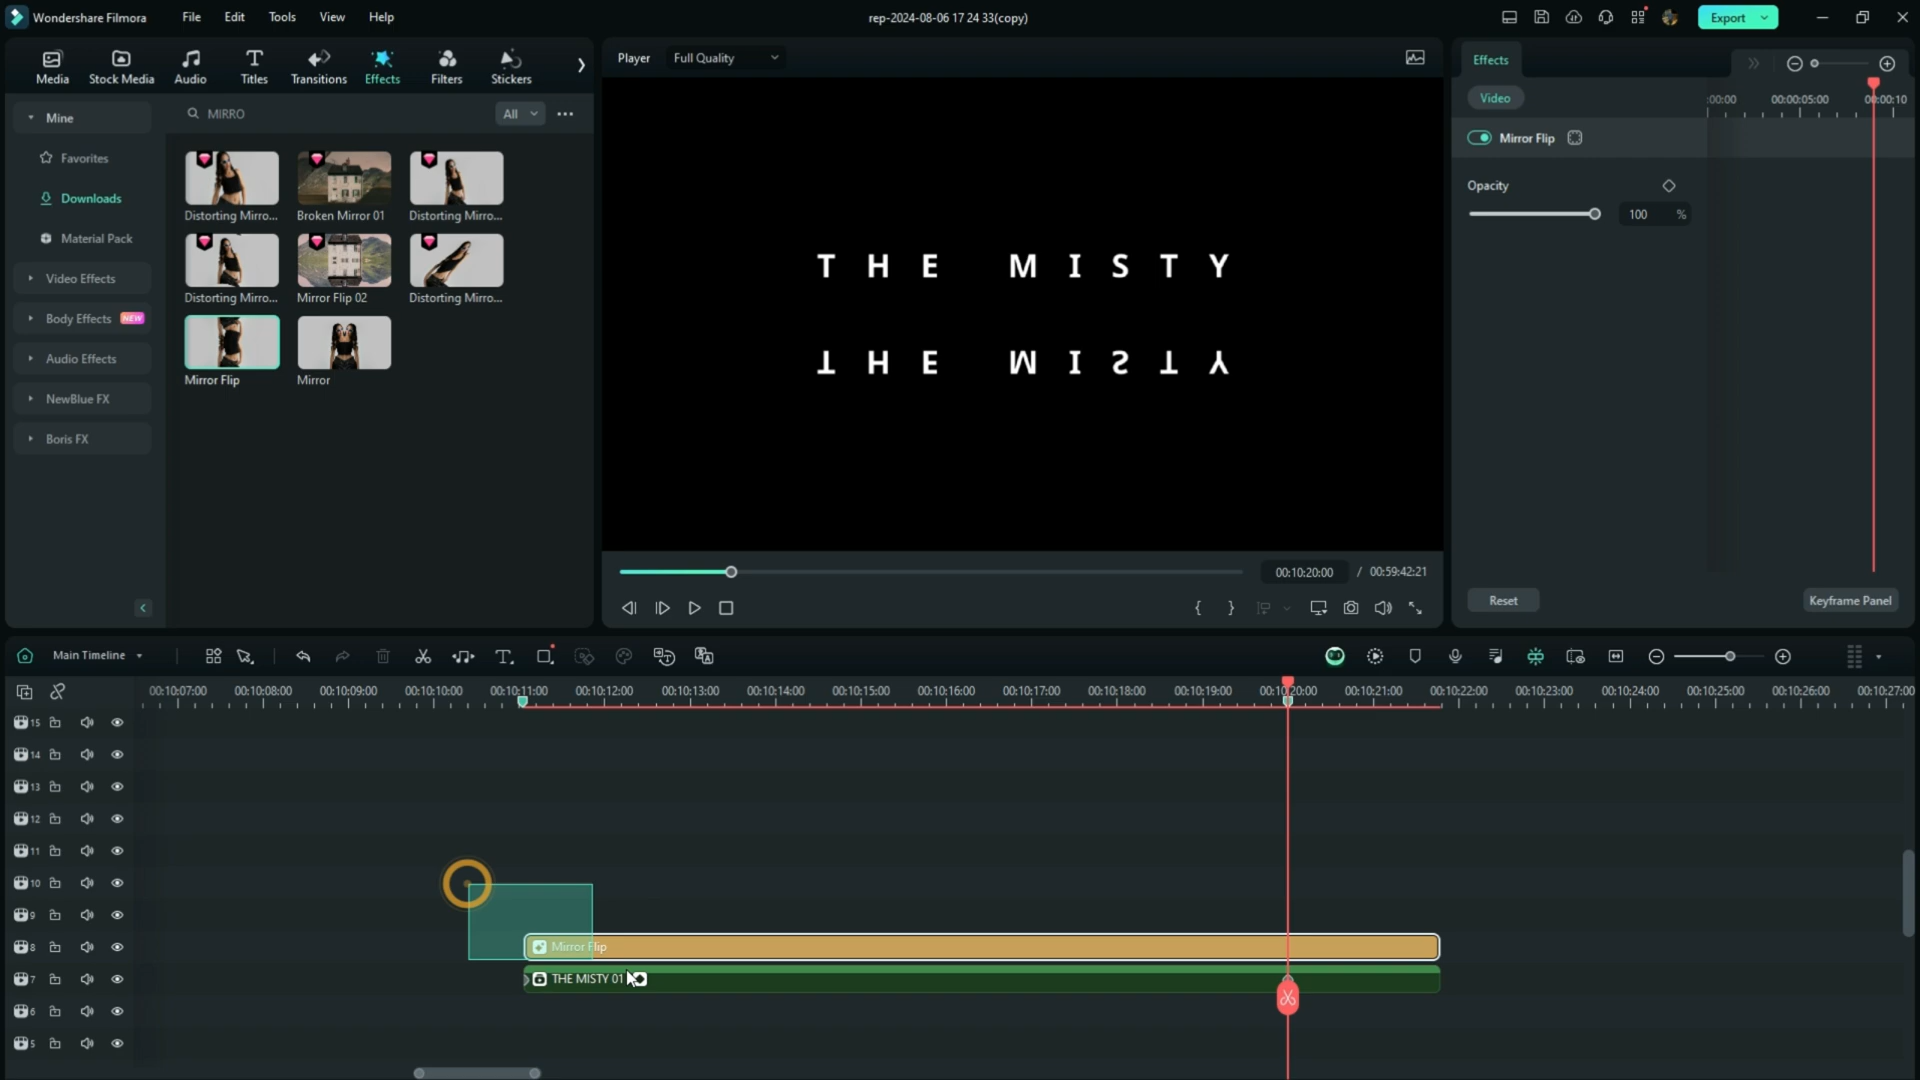 Wondershare Filmora File Edit Tools View Help rep-2024-08-06 17 24 33(copy) Export
Media Stock Media Audio Titles Transitions Effects Filters Stickers
Player Full Quality
Effects
Video
:00:00 00:00:05:00 00:00:10
Mine
MIRRO All
Mirror Flip
Favorites
Downloads
Material Pack
Video Effects
Body Effects NEW
Audio Effects
NewBlue FX
Boris FX
Distorting Mirro... Broken Mirror 01 Distorting Mirro...
Distorting Mirro... Mirror Flip 02 Distorting Mirro...
Mirror Flip Mirror
Opacity
100 %
THE MISTY
THE MISTY
00:10:20:00 / 00:59:42:21
Reset Keyframe Panel
Main Timeline
00:10:07:00 00:10:08:00 00:10:09:00 00:10:10:00 00:10:11:00 00:10:12:00 00:10:13:00 00:10:14:00 00:10:15:00 00:10:16:00 00:10:17:00 00:10:18:00 00:10:19:00 00:10:20:00 00:10:21:00 00:10:22:00 00:10:23:00 00:10:24:00 00:10:25:00 00:10:26:00 00:10:27:00
15
14
13
12
11
10
9
8 Mirror Flip
7 THE MISTY 01
6
5